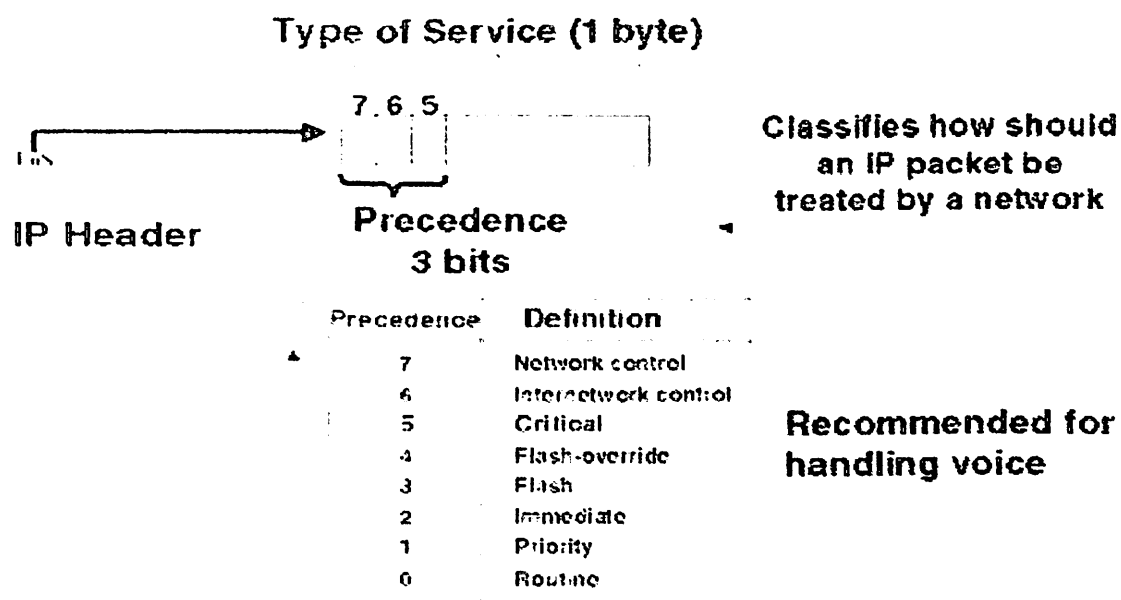 Type of Service (1 byte)
7 6 5
ToS
IP Header
Precedence
3 bits
Classifies how should
an IP packet be
treated by a network
Precedence Definition
7 Network control
6 Internetwork control
5 Critical
4 Flash-override
3 Flash
2 Immediate
1 Priority
0 Routine
Recommended for
handling voice